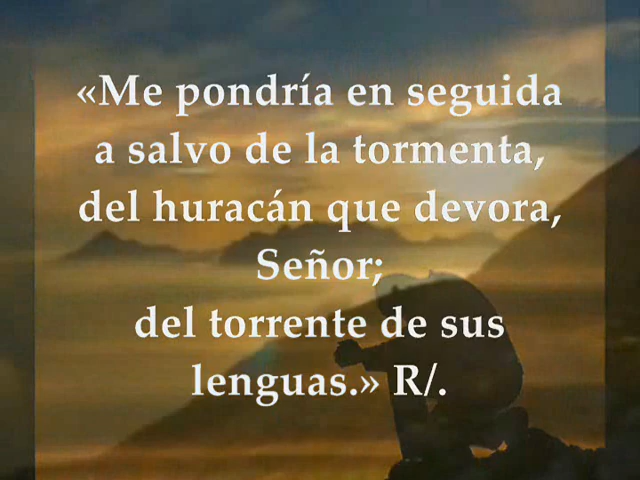 «Me pondría en seguida
a salvo de la tormenta,
del huracán que devora,
Señor;
del torrente de sus
lenguas.» R/.